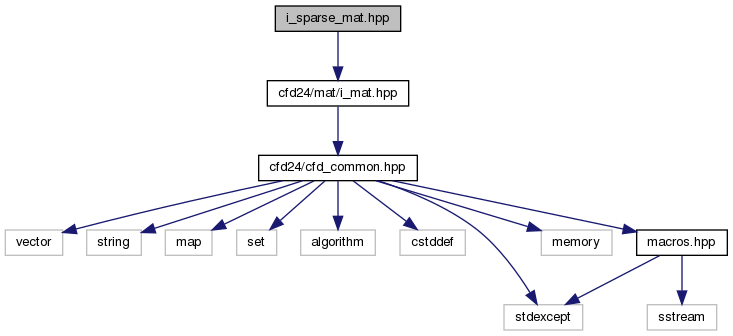 i_sparse_mat.hpp
cfd24/mat/i_mat.hpp
cfd24/cfd_common.hpp
vector
string
map
set
algorithm
cstddef
memory
macros.hpp
stdexcept
sstream